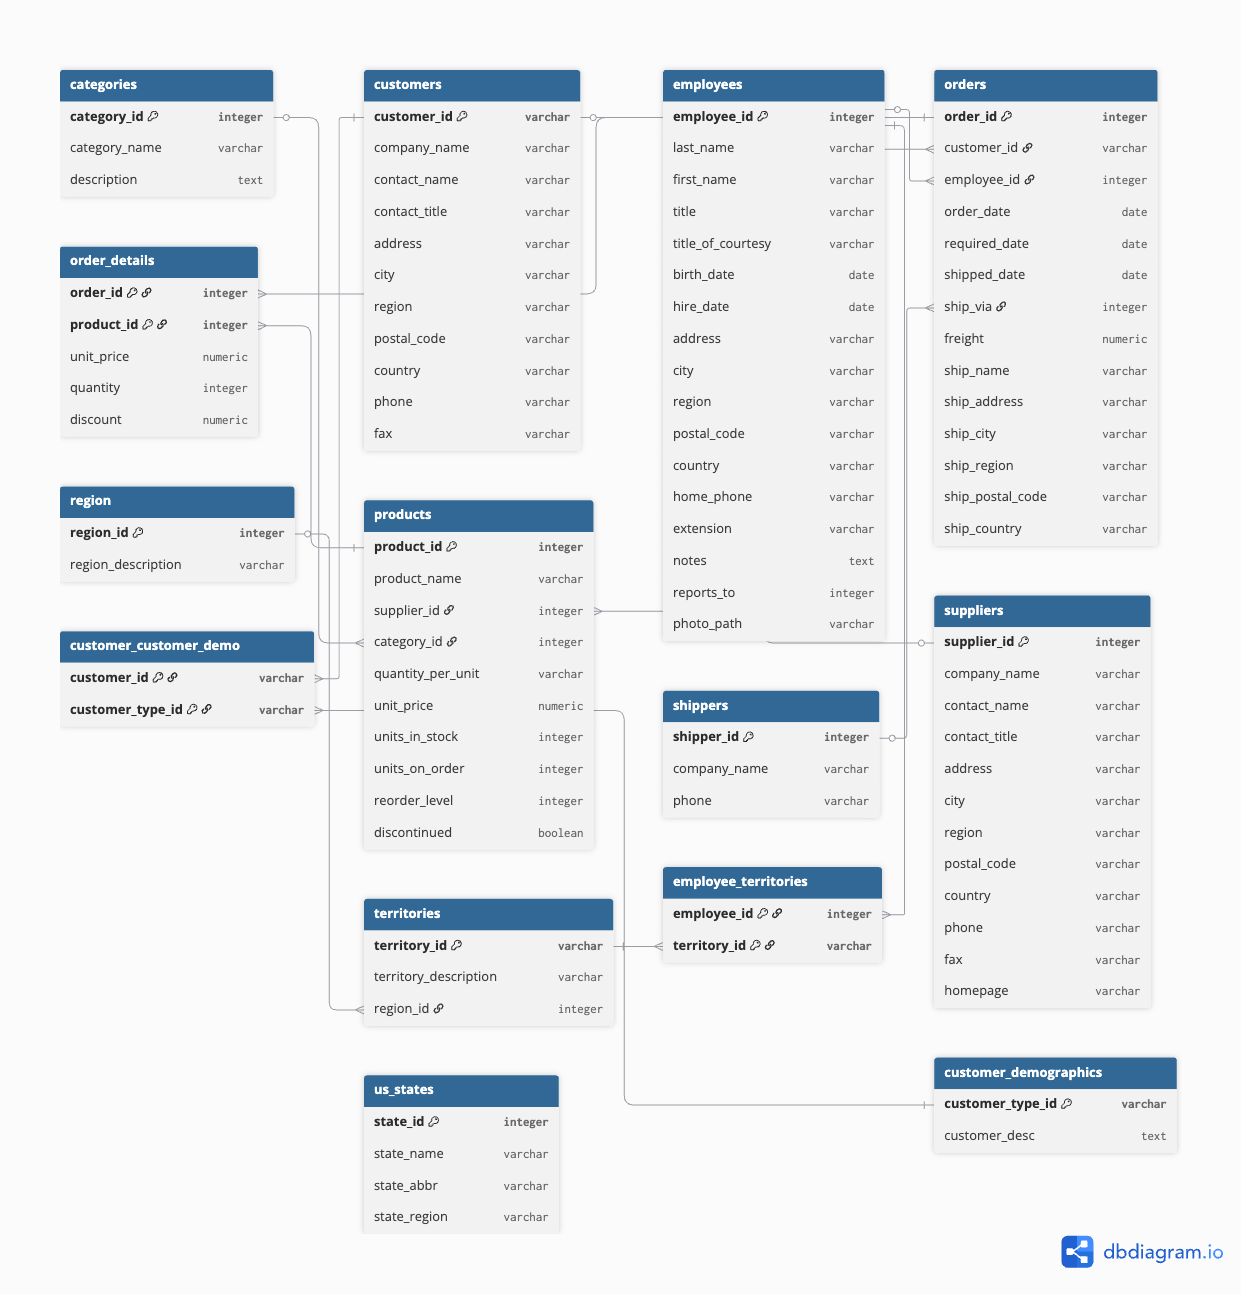 categories
category_id integer
category_name varchar
description text
order_details
order_id integer
product_id integer
unit_price numeric
quantity integer
discount numeric
region
region_id integer
region_description varchar
customer_customer_demo
customer_id varchar
customer_type_id varchar
customers
customer_id varchar
company_name varchar
contact_name varchar
contact_title varchar
address varchar
city varchar
region varchar
postal_code varchar
country varchar
phone varchar
fax varchar
products
product_id integer
product_name varchar
supplier_id integer
category_id integer
quantity_per_unit varchar
unit_price numeric
units_in_stock integer
units_on_order integer
reorder_level integer
discontinued boolean
territories
territory_id varchar
territory_description varchar
region_id integer
us_states
state_id integer
state_name varchar
state_abbr varchar
state_region varchar
employees
employee_id integer
last_name varchar
first_name varchar
title varchar
title_of_courtesy varchar
birth_date date
hire_date date
address varchar
city varchar
region varchar
postal_code varchar
country varchar
home_phone varchar
extension varchar
notes text
reports_to integer
photo_path varchar
shippers
shipper_id integer
company_name varchar
phone varchar
employee_territories
employee_id integer
territory_id varchar
orders
order_id integer
customer_id varchar
employee_id integer
order_date date
required_date date
shipped_date date
ship_via integer
freight numeric
ship_name varchar
ship_address varchar
ship_city varchar
ship_region varchar
ship_postal_code varchar
ship_country varchar
suppliers
supplier_id integer
company_name varchar
contact_name varchar
contact_title varchar
address varchar
city varchar
region varchar
postal_code varchar
country varchar
phone varchar
fax varchar
homepage varchar
customer_demographics
customer_type_id varchar
customer_desc text
dbdiagram.io